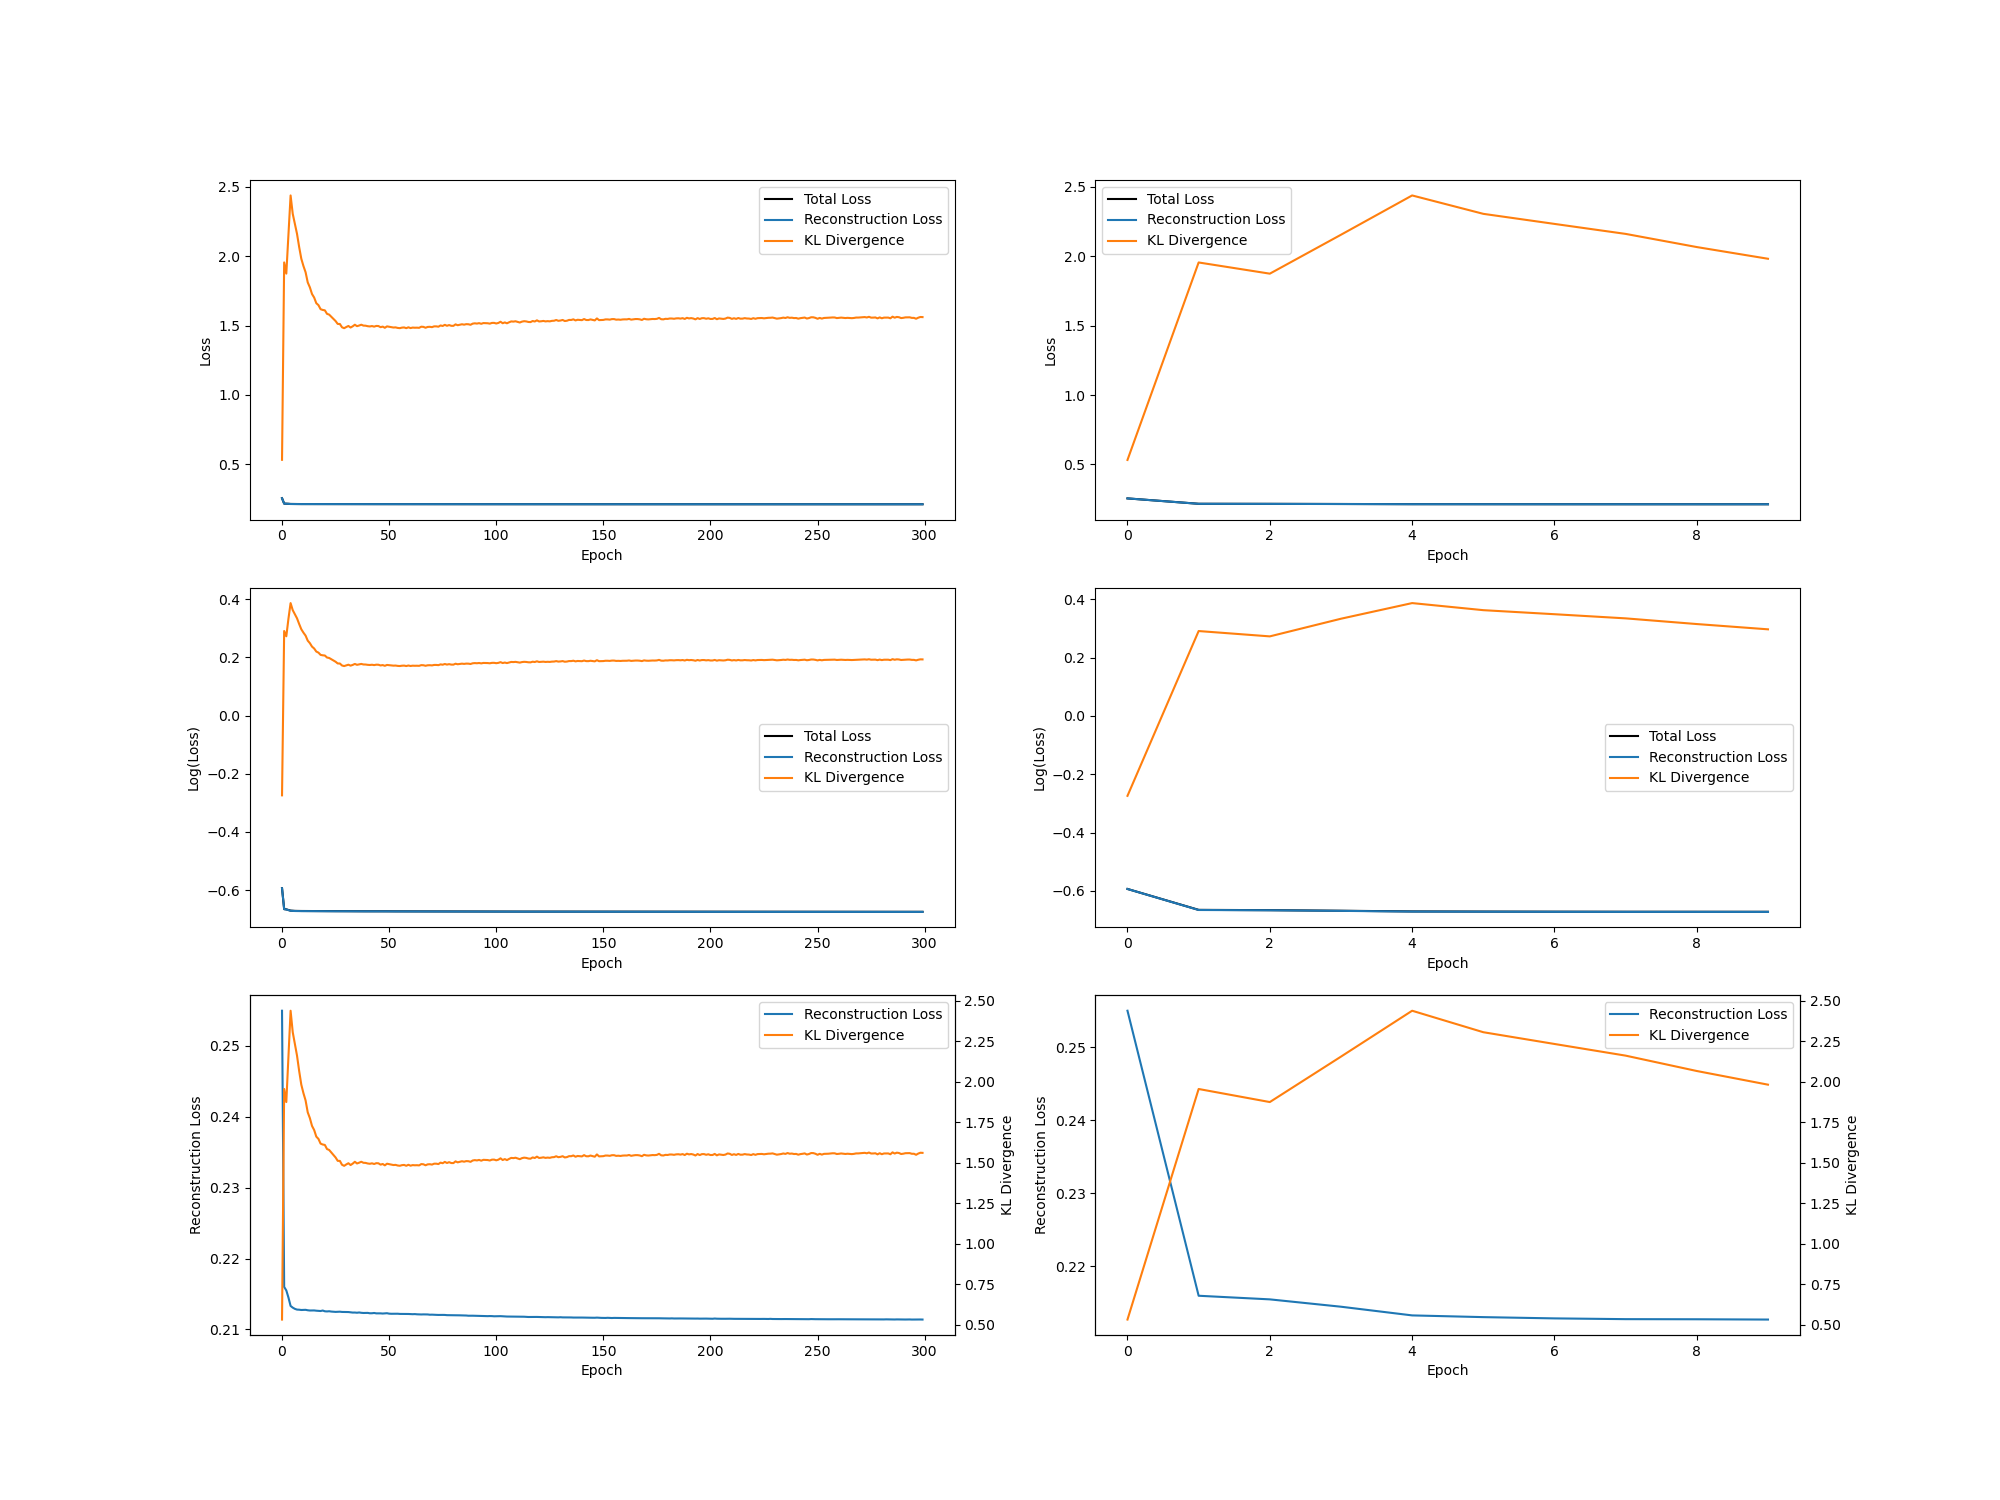 2.5
2.0
1.5
1.0
0.5
Loss
0 50 100 150 200 250 300
Epoch
Total Loss
Reconstruction Loss
KL Divergence
2.5
2.0
1.5
1.0
0.5
Loss
0 2 4 6 8
Epoch
Total Loss
Reconstruction Loss
KL Divergence
0.4
0.2
0.0
−0.2
−0.4
−0.6
Log(Loss)
0 50 100 150 200 250 300
Epoch
Total Loss
Reconstruction Loss
KL Divergence
0.4
0.2
0.0
−0.2
−0.4
−0.6
Log(Loss)
0 2 4 6 8
Epoch
Total Loss
Reconstruction Loss
KL Divergence
0.25
0.24
0.23
0.22
0.21
Reconstruction Loss
0 50 100 150 200 250 300
Epoch
Reconstruction Loss
KL Divergence
2.50
2.25
2.00
1.75
1.50
1.25
1.00
0.75
0.50
KL Divergence
0.25
0.24
0.23
0.22
Reconstruction Loss
0 2 4 6 8
Epoch
Reconstruction Loss
KL Divergence
2.50
2.25
2.00
1.75
1.50
1.25
1.00
0.75
0.50
KL Divergence